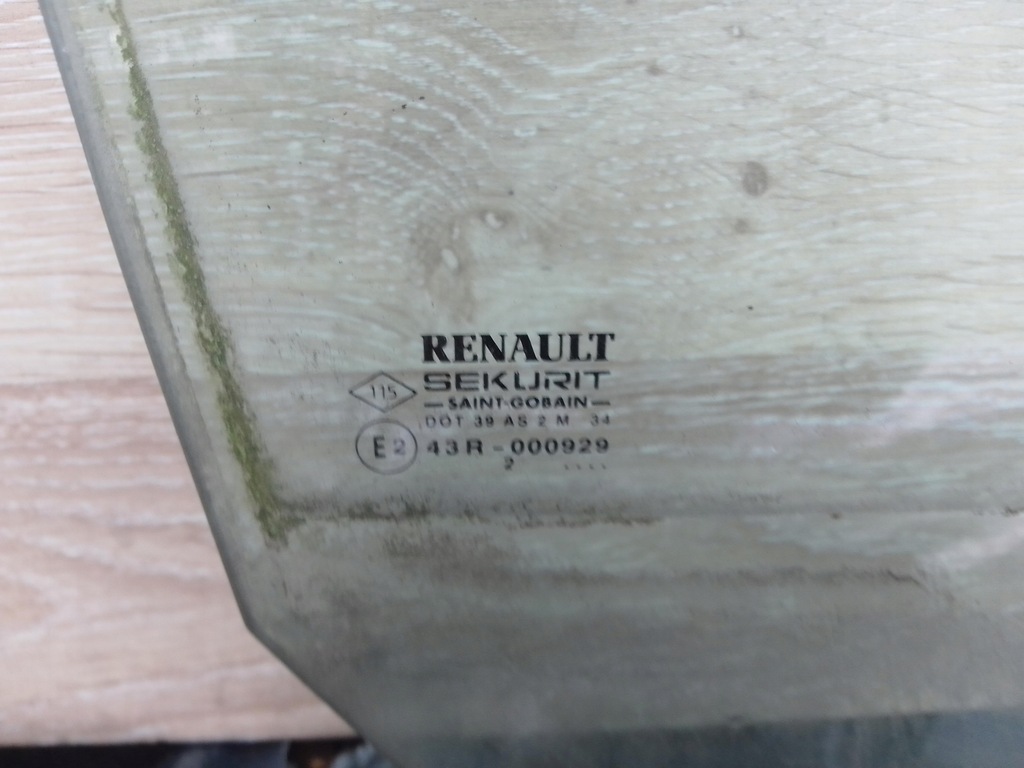 RENAULT
115 SEKURIT
SAINT-GOBAIN
DOT 39 AS 2 M 34
E2 43R-000929
2 ....